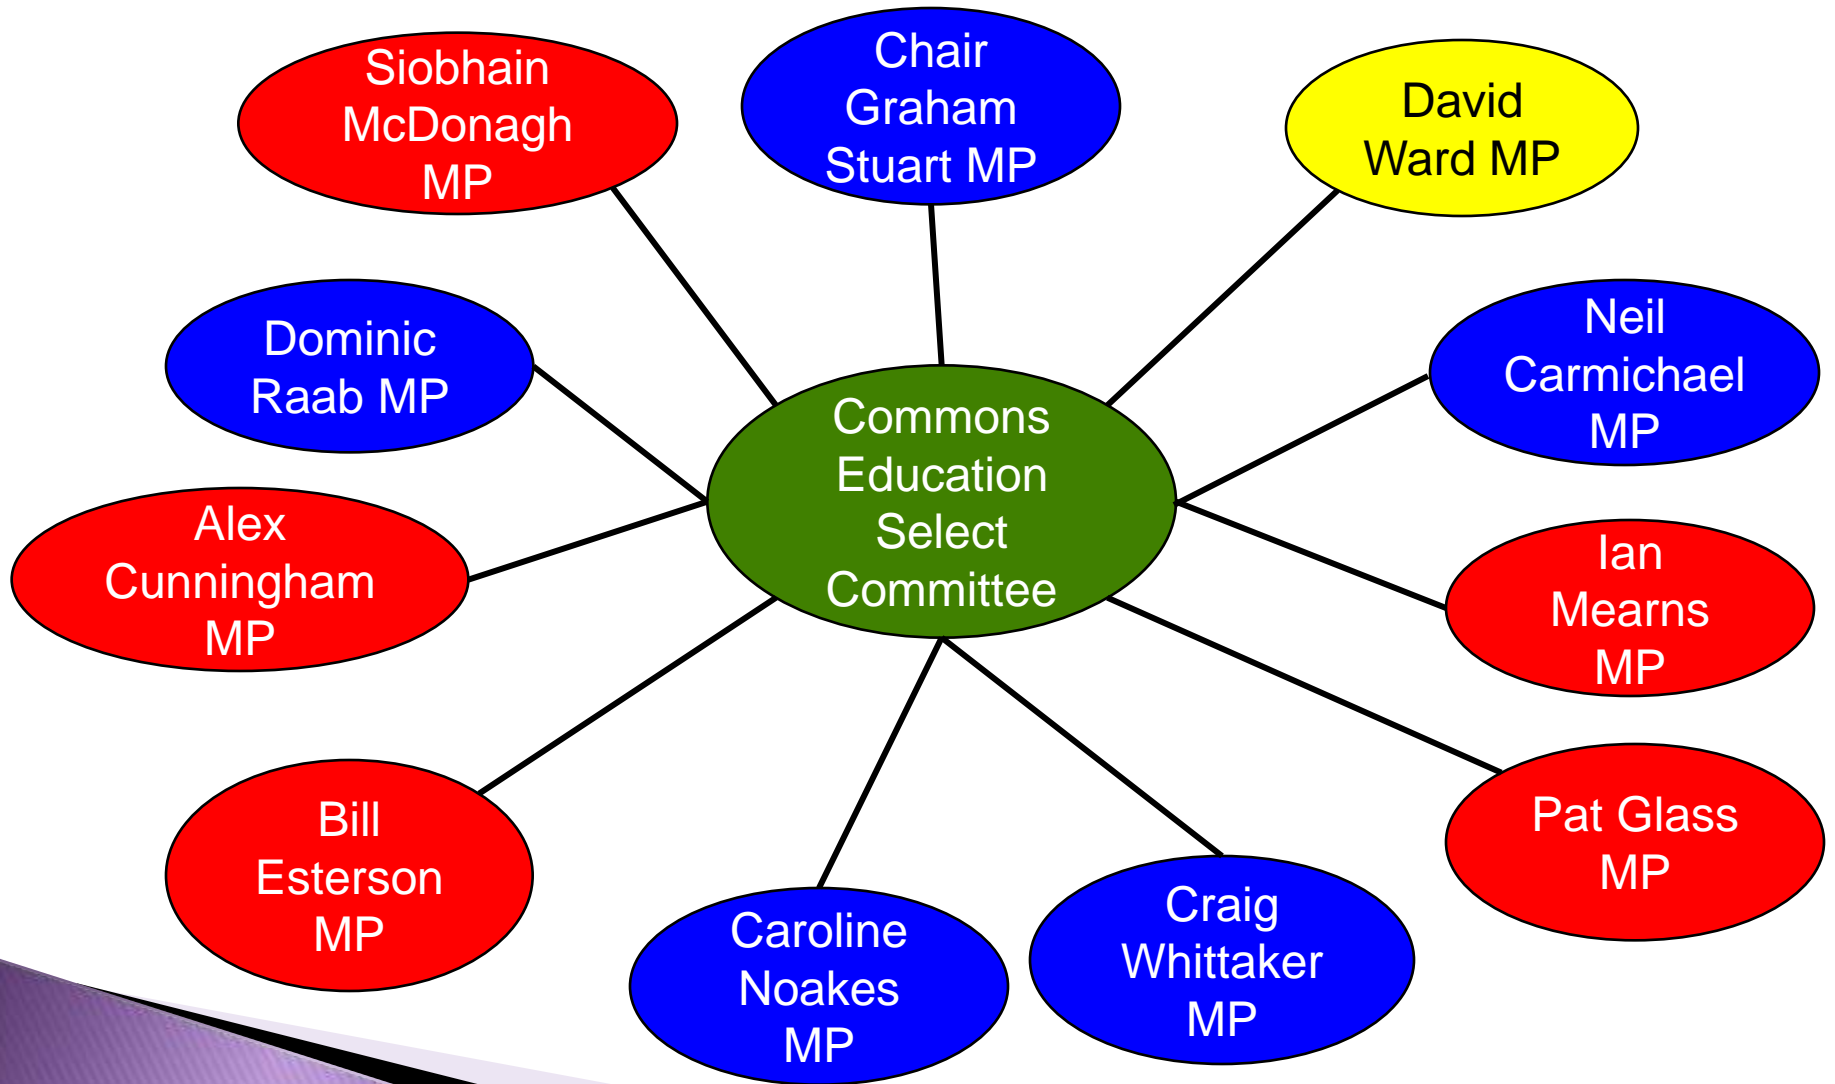 Siobhain
McDonagh
MP
Chair
Graham
Stuart MP
David
Ward MP
Dominic
Raab MP
Neil
Carmichael
MP
Commons
Education
Select
Committee
Alex
Cunningham
MP
Ian
Mearns
MP
Bill
Esterson
MP
Pat Glass
MP
Caroline
Noakes
MP
Craig
Whittaker
MP